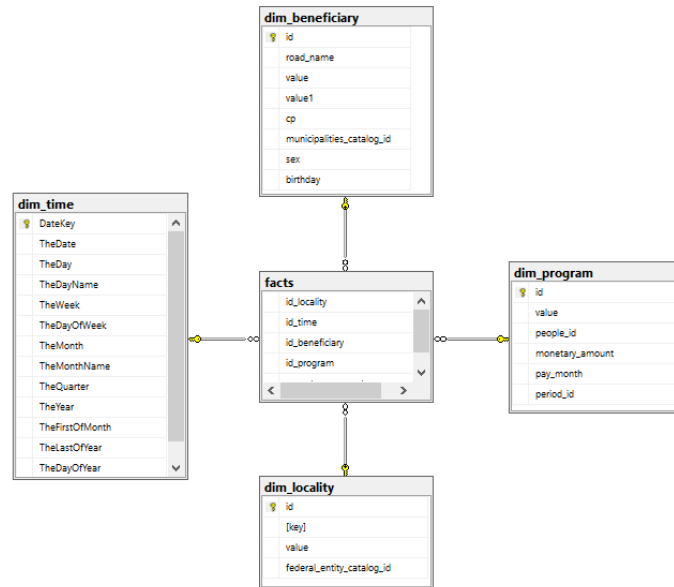 dim_beneficiary
id
road_name
value
value1
cp
municipalities_catalog_id
sex
birthday
dim_time
DateKey
TheDate
TheDay
TheDayName
TheWeek
TheDayOfWeek
TheMonth
TheMonthName
TheQuarter
TheYear
TheFirstOfMonth
TheLastOfYear
TheDayOfYear
facts
id_locality
id_time
id_beneficiary
id_program
dim_program
id
value
people_id
monetary_amount
pay_month
period_id
dim_locality
id
[key]
value
federal_entity_catalog_id